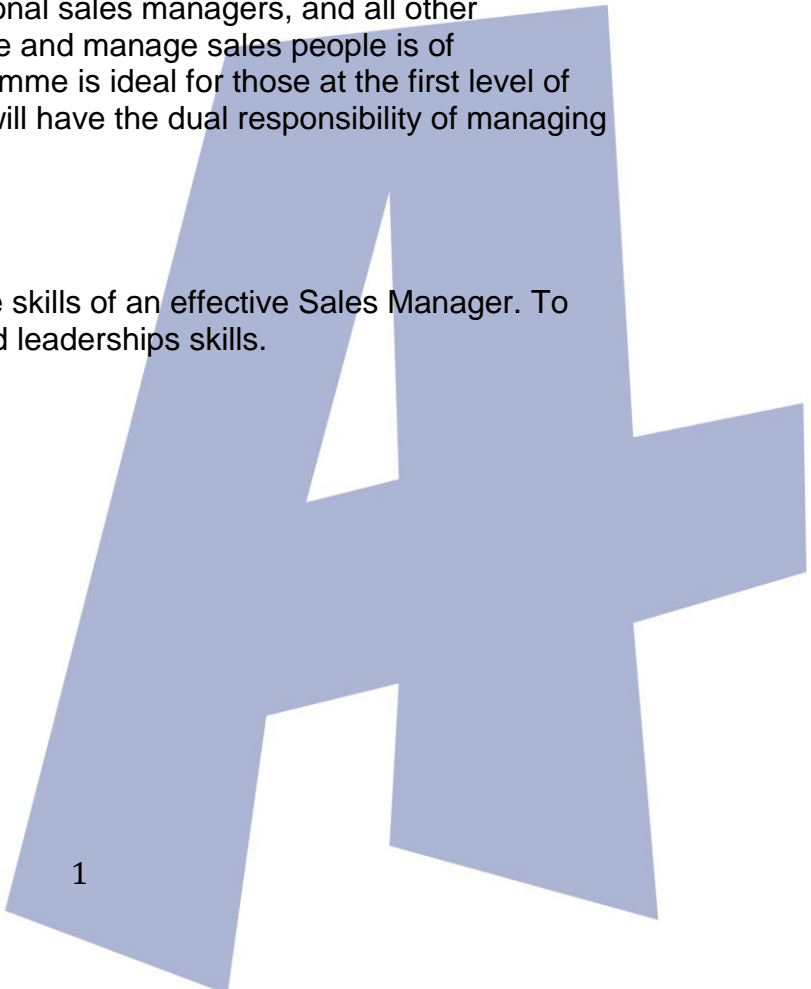 onal sales managers, and all other
e and manage sales people is of
mme is ideal for those at the first level of
will have the dual responsibility of managing
e skills of an effective Sales Manager. To
d leaderships skills.
A+
1